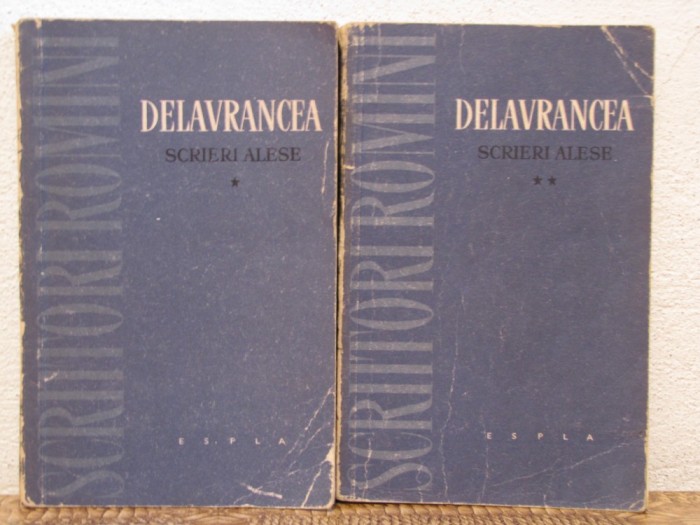 SCRIITORI ROMÎNI
DELAVRANCEA
SCRIERI ALESE
★
E S. P L A
SCRIITORI ROMÎNI
DELAVRANCEA
SCRIERI ALESE
★★
E S P L A